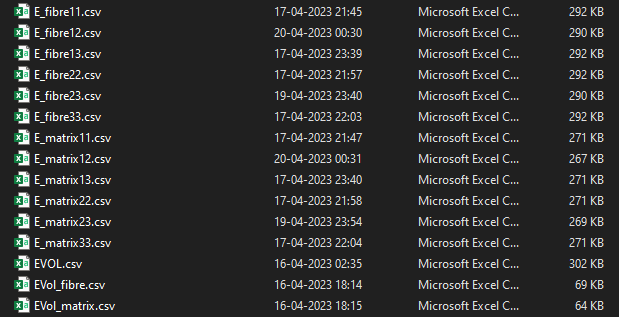 E_fibre11.csv 17-04-2023 21:45 Microsoft Excel C... 292 KB
E_fibre12.csv 20-04-2023 00:30 Microsoft Excel C... 290 KB
E_fibre13.csv 17-04-2023 23:39 Microsoft Excel C... 292 KB
E_fibre22.csv 17-04-2023 21:57 Microsoft Excel C... 292 KB
E_fibre23.csv 19-04-2023 23:40 Microsoft Excel C... 290 KB
E_fibre33.csv 17-04-2023 22:03 Microsoft Excel C... 292 KB
E_matrix11.csv 17-04-2023 21:47 Microsoft Excel C... 271 KB
E_matrix12.csv 20-04-2023 00:31 Microsoft Excel C... 267 KB
E_matrix13.csv 17-04-2023 23:40 Microsoft Excel C... 271 KB
E_matrix22.csv 17-04-2023 21:58 Microsoft Excel C... 271 KB
E_matrix23.csv 19-04-2023 23:54 Microsoft Excel C... 269 KB
E_matrix33.csv 17-04-2023 22:04 Microsoft Excel C... 271 KB
EVOL.csv 16-04-2023 02:35 Microsoft Excel C... 302 KB
EVol_fibre.csv 16-04-2023 18:14 Microsoft Excel C... 69 KB
EVol_matrix.csv 16-04-2023 18:15 Microsoft Excel C... 64 KB